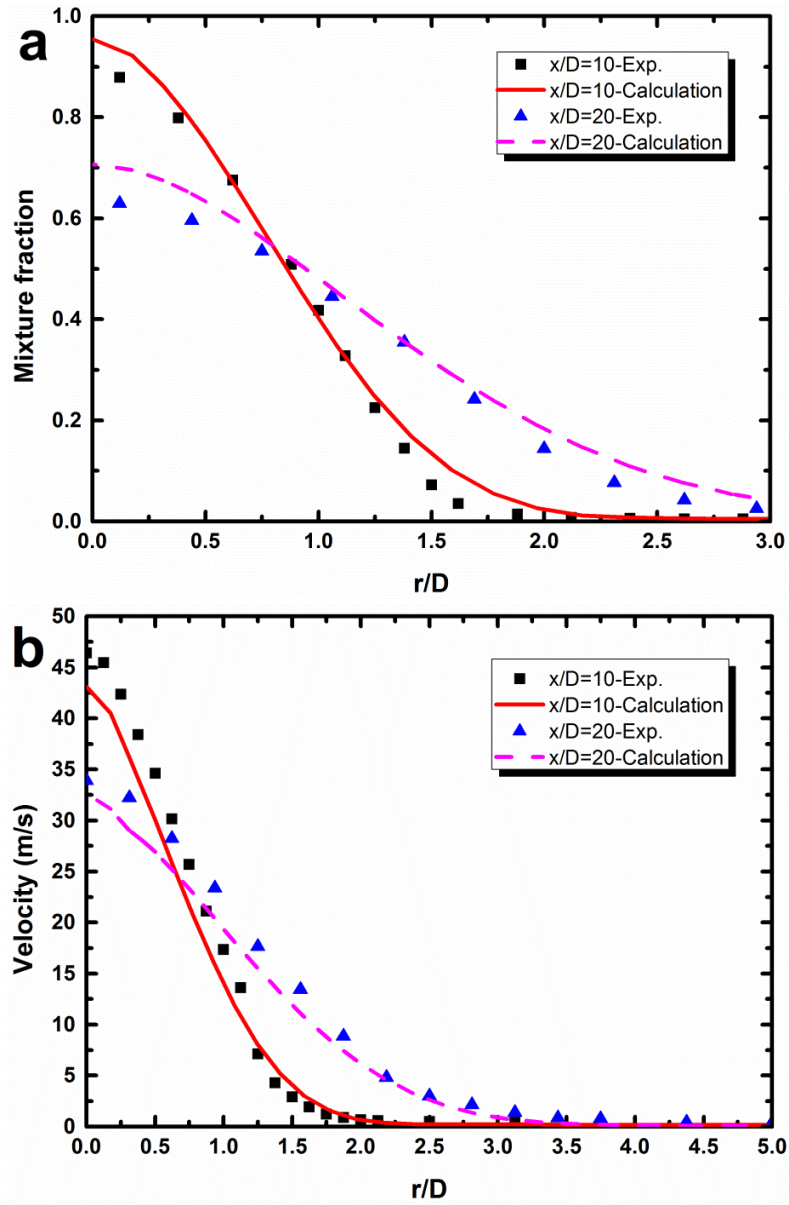 a
1.0
0.8
0.6
0.4
0.2
0.0
Mixture fraction
x/D=10-Exp.
x/D=10-Calculation
x/D=20-Exp.
x/D=20-Calculation
0.0 0.5 1.0 1.5 2.0 2.5 3.0
r/D
b
50
45
40
35
30
25
20
15
10
5
0
Velocity (m/s)
x/D=10-Exp.
x/D=10-Calculation
x/D=20-Exp.
x/D=20-Calculation
0.0 0.5 1.0 1.5 2.0 2.5 3.0 3.5 4.0 4.5 5.0
r/D